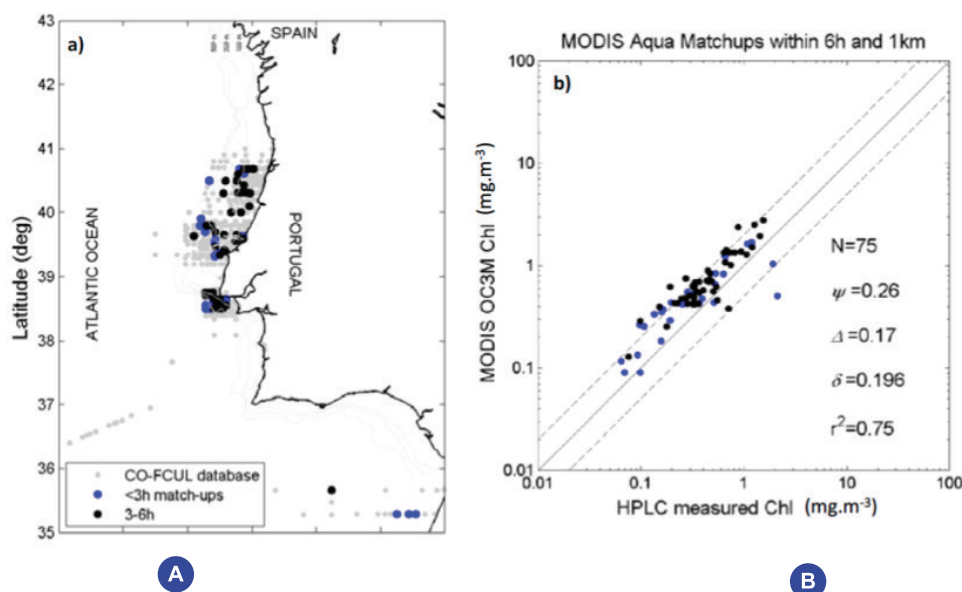 a)
SPAIN
43
42
41
40
39
38
37
36
35
Latitude (deg)
ATLANTIC OCEAN
PORTUGAL
CO-FCUL database
<3h match-ups
3-6h
A
MODIS Aqua Matchups within 6h and 1km
b)
100
10
1
0.1
0.01
MODIS OC3M Chl (mg.m-3)
N=75
ψ=0.26
Δ=0.17
δ=0.196
r²=0.75
0.01 0.1 1 10 100
HPLC measured Chl (mg.m-3)
B